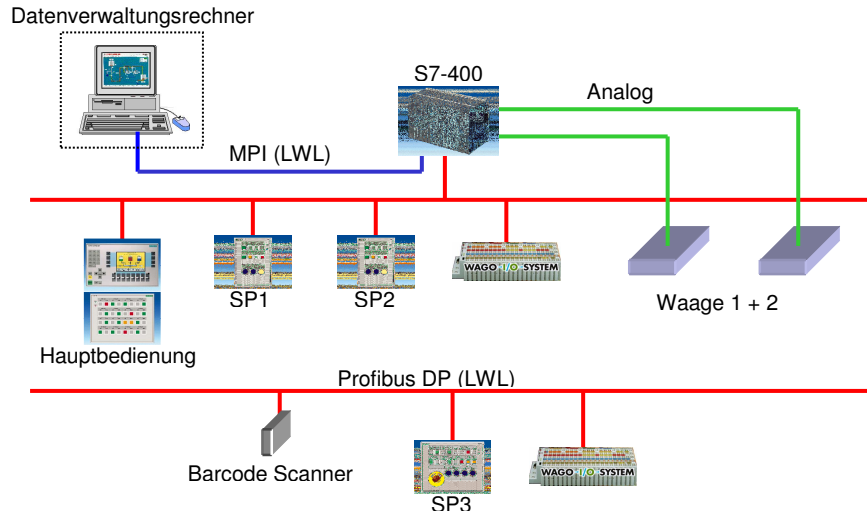 Datenverwaltungsrechner
S7-400
Analog
MPI (LWL)
WAGO I/O SYSTEM
SP1
SP2
Waage 1 + 2
Hauptbedienung
Profibus DP (LWL)
Barcode Scanner
WAGO I/O SYSTEM
SP3